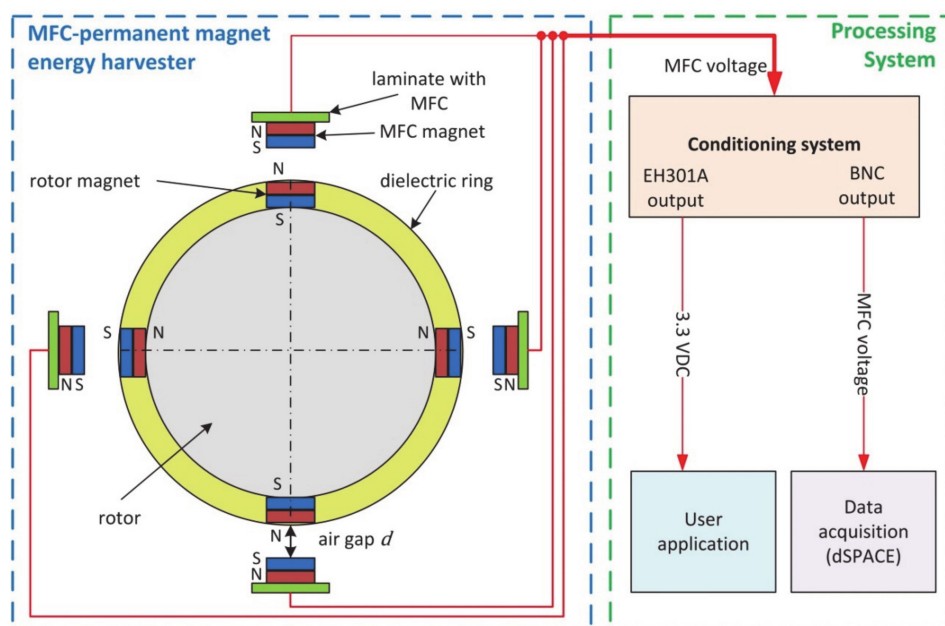 MFC-permanent magnet
energy harvester
laminate with
MFC
N
S
MFC magnet
N
rotor magnet
dielectric ring
S
S
N
N
S
N S
S N
rotor
S
N
air gap d
S
N
Processing
System
MFC voltage
Conditioning system
EH301A
output
BNC
output
3.3 VDC
MFC voltage
User
application
Data
acquisition
(dSPACE)